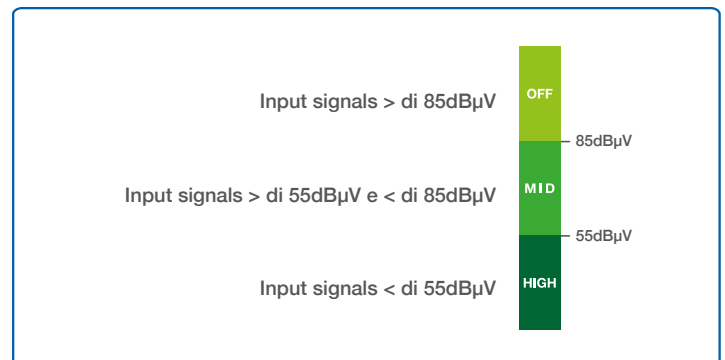 Input signals > di 85dBµV
OFF
85dBµV
Input signals > di 55dBµV e < di 85dBµV
MID
55dBµV
Input signals < di 55dBµV
HIGH